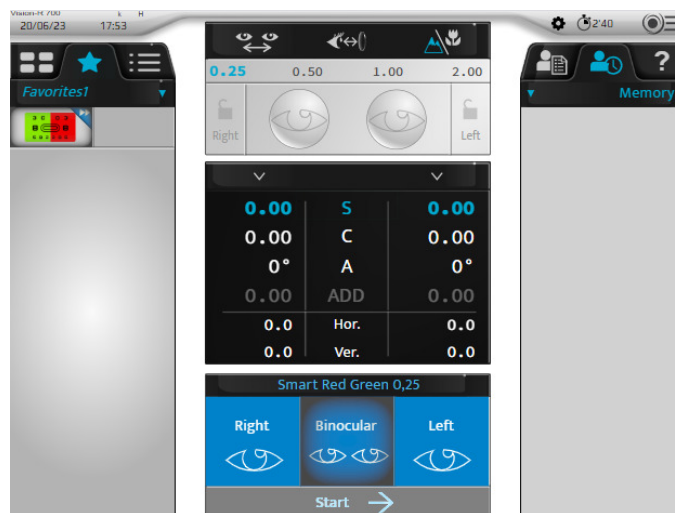 Vision-R 700
L H
20/06/23 17:53 2'40
Favorites1
0.25 0.50 1.00 2.00
Right Left
Memory
0.00 S 0.00
0.00 C 0.00
0° A 0°
0.00 ADD 0.00
0.0 Hor. 0.0
0.0 Ver. 0.0
Smart Red Green 0,25
Right Binocular Left
Start
?